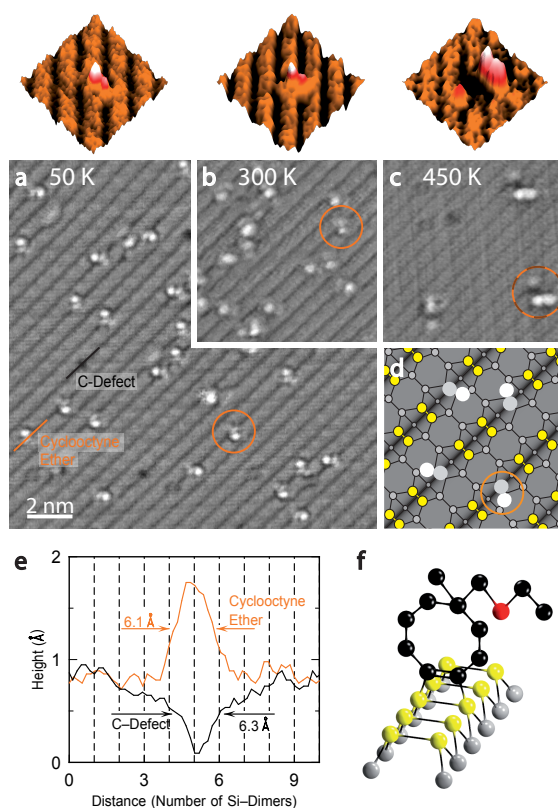 a 50 K
b 300 K
c 450 K
C-Defect
Cyclooctyne
Ether
2 nm
d
e
f
2
1
0
Height (Å)
6.1 Å
Cyclooctyne
Ether
C–Defect
6.3 Å
0 3 6 9
Distance (Number of Si–Dimers)